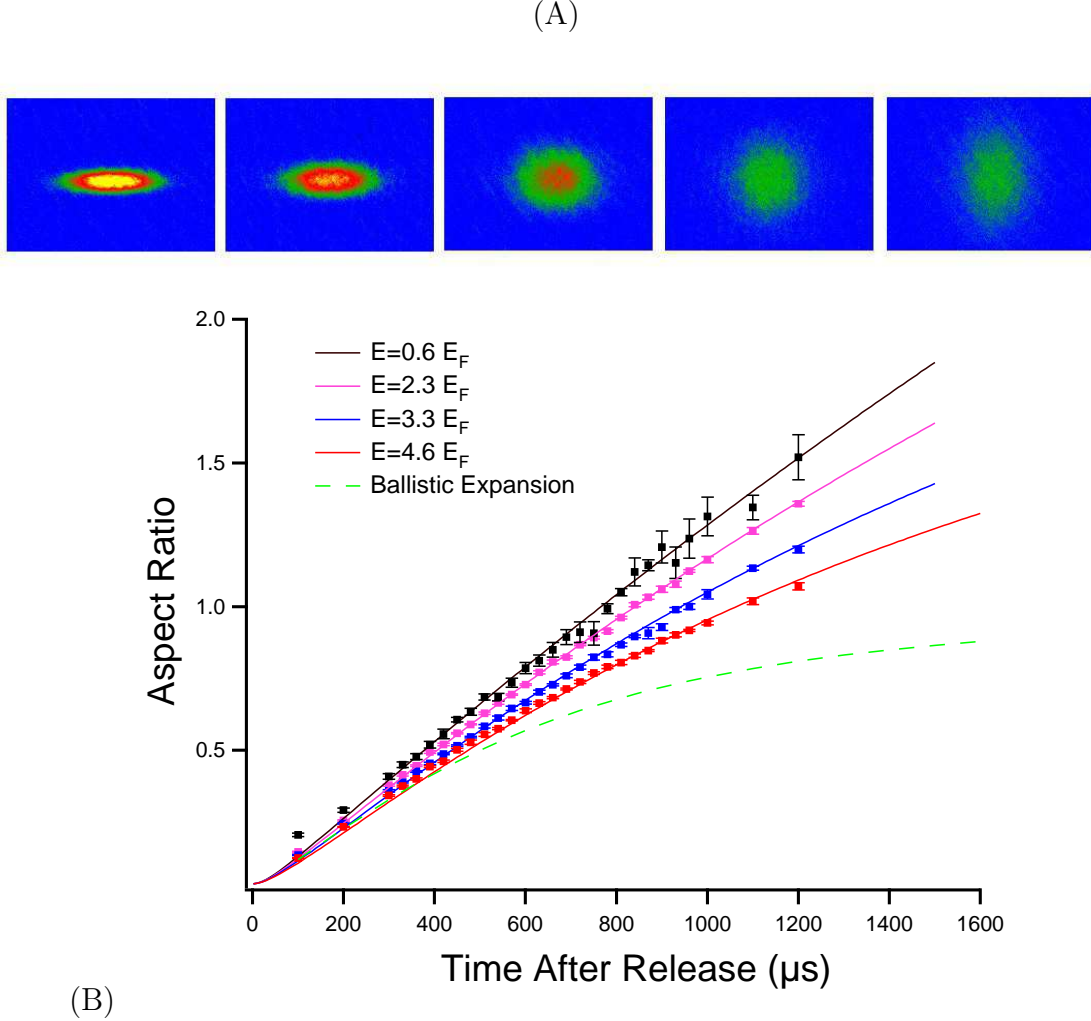 (A)
2.0
E=0.6 E_F
E=2.3 E_F
E=3.3 E_F
E=4.6 E_F
Ballistic Expansion
1.5
1.0
0.5
Aspect Ratio
0 200 400 600 800 1000 1200 1400 1600
Time After Release (µs)
(B)